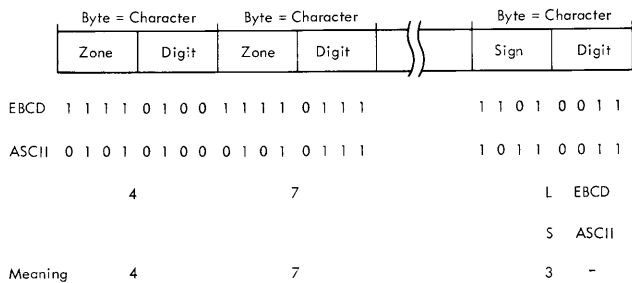 Byte = Character Byte = Character Byte = Character
Zone Digit Zone Digit Sign Digit
EBCD 1 1 1 1 0 1 0 0 1 1 1 1 0 1 1 1 1 1 0 1 0 0 1 1
ASCII 0 1 0 1 0 1 0 0 0 1 0 1 0 1 1 1 1 0 1 1 0 0 1 1
4 7 L EBCD
S ASCII
Meaning 4 7 3 -